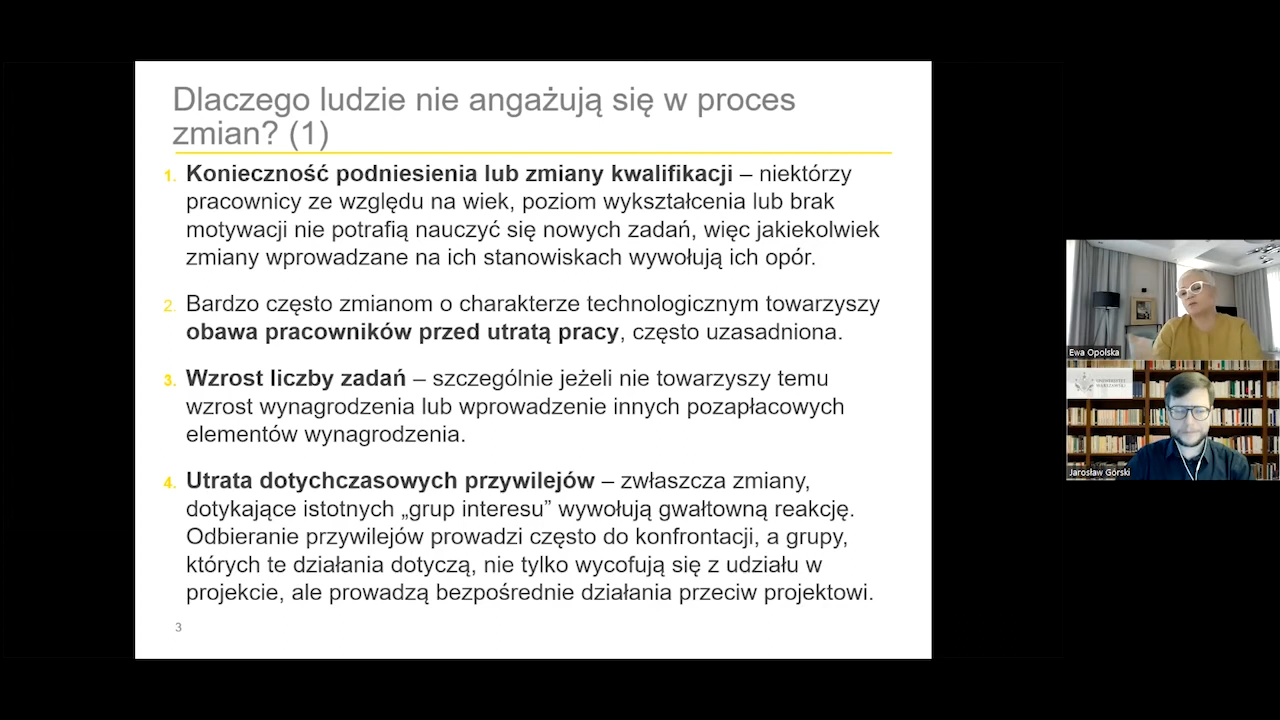 Dlaczego ludzie nie angażują się w proces
zmian? (1)
1. Konieczność podniesienia lub zmiany kwalifikacji – niektórzy
pracownicy ze względu na wiek, poziom wykształcenia lub brak
motywacji nie potrafią nauczyć się nowych zadań, więc jakiekolwiek
zmiany wprowadzane na ich stanowiskach wywołują ich opór.
2. Bardzo często zmianom o charakterze technologicznym towarzyszy
obawa pracowników przed utratą pracy, często uzasadniona.
3. Wzrost liczby zadań – szczególnie jeżeli nie towarzyszy temu
wzrost wynagrodzenia lub wprowadzenie innych pozapłacowych
elementów wynagrodzenia.
4. Utrata dotychczasowych przywilejów – zwłaszcza zmiany,
dotykające istotnych „grup interesu” wywołują gwałtowną reakcję.
Odbieranie przywilejów prowadzi często do konfrontacji, a grupy,
których te działania dotyczą, nie tylko wycofują się z udziału w
projekcie, ale prowadzą bezpośrednie działania przeciw projektowi.
3
Ewa Opolska
UNIWERSYTET
WARSZAWSKI
Jarosław Górski